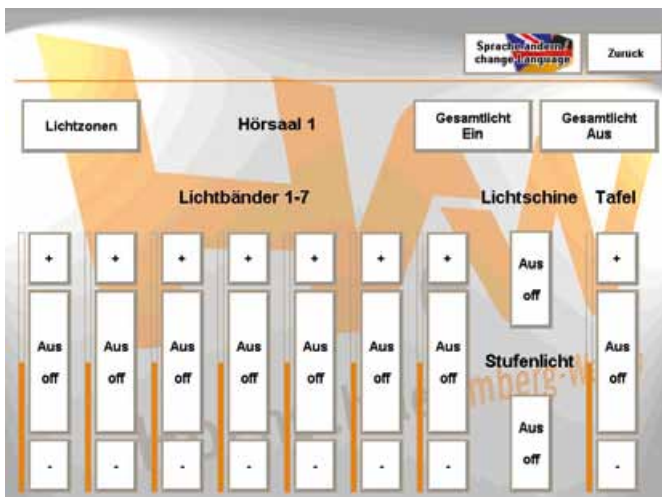 Sprache ändern / Zurück
change Language
Lichtzonen Hörsaal 1 Gesamtlicht Gesamtlicht
Ein Aus
Lichtbänder 1-7 Lichtschine Tafel
+ + + + + + + +
Aus
off
Aus Aus Aus Aus Aus Aus Aus Aus
off off off off off off off off
Stufenlicht
Aus
off
- - - - - - - -